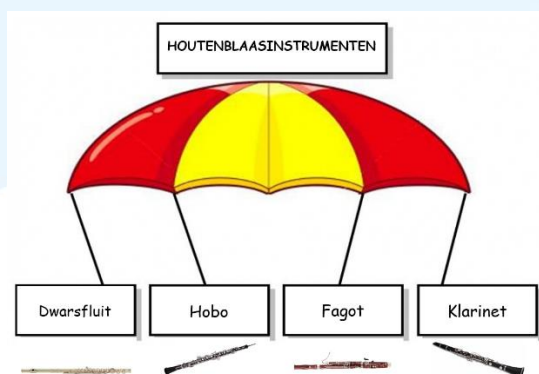 HOUTENBLAASINSTRUMENTEN
Dwarsfluit
Hobo
Fagot
Klarinet